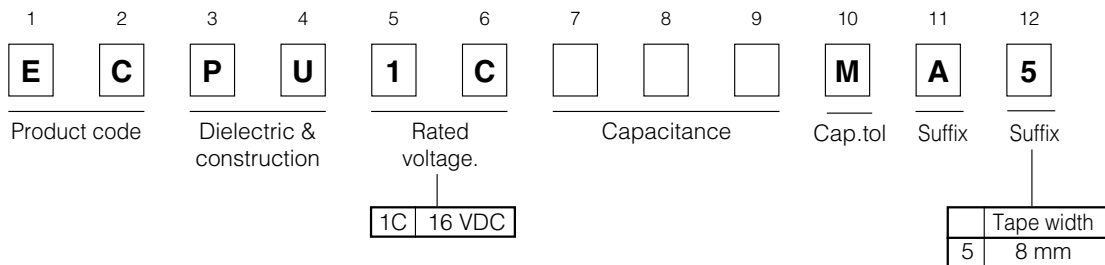 1 2 3 4 5 6 7 8 9 10 11 12
E C P U 1 C M A 5
Product code Dielectric & construction Rated voltage. Capacitance Cap.tol Suffix Suffix
1C 16 VDC
Tape width
5 8 mm